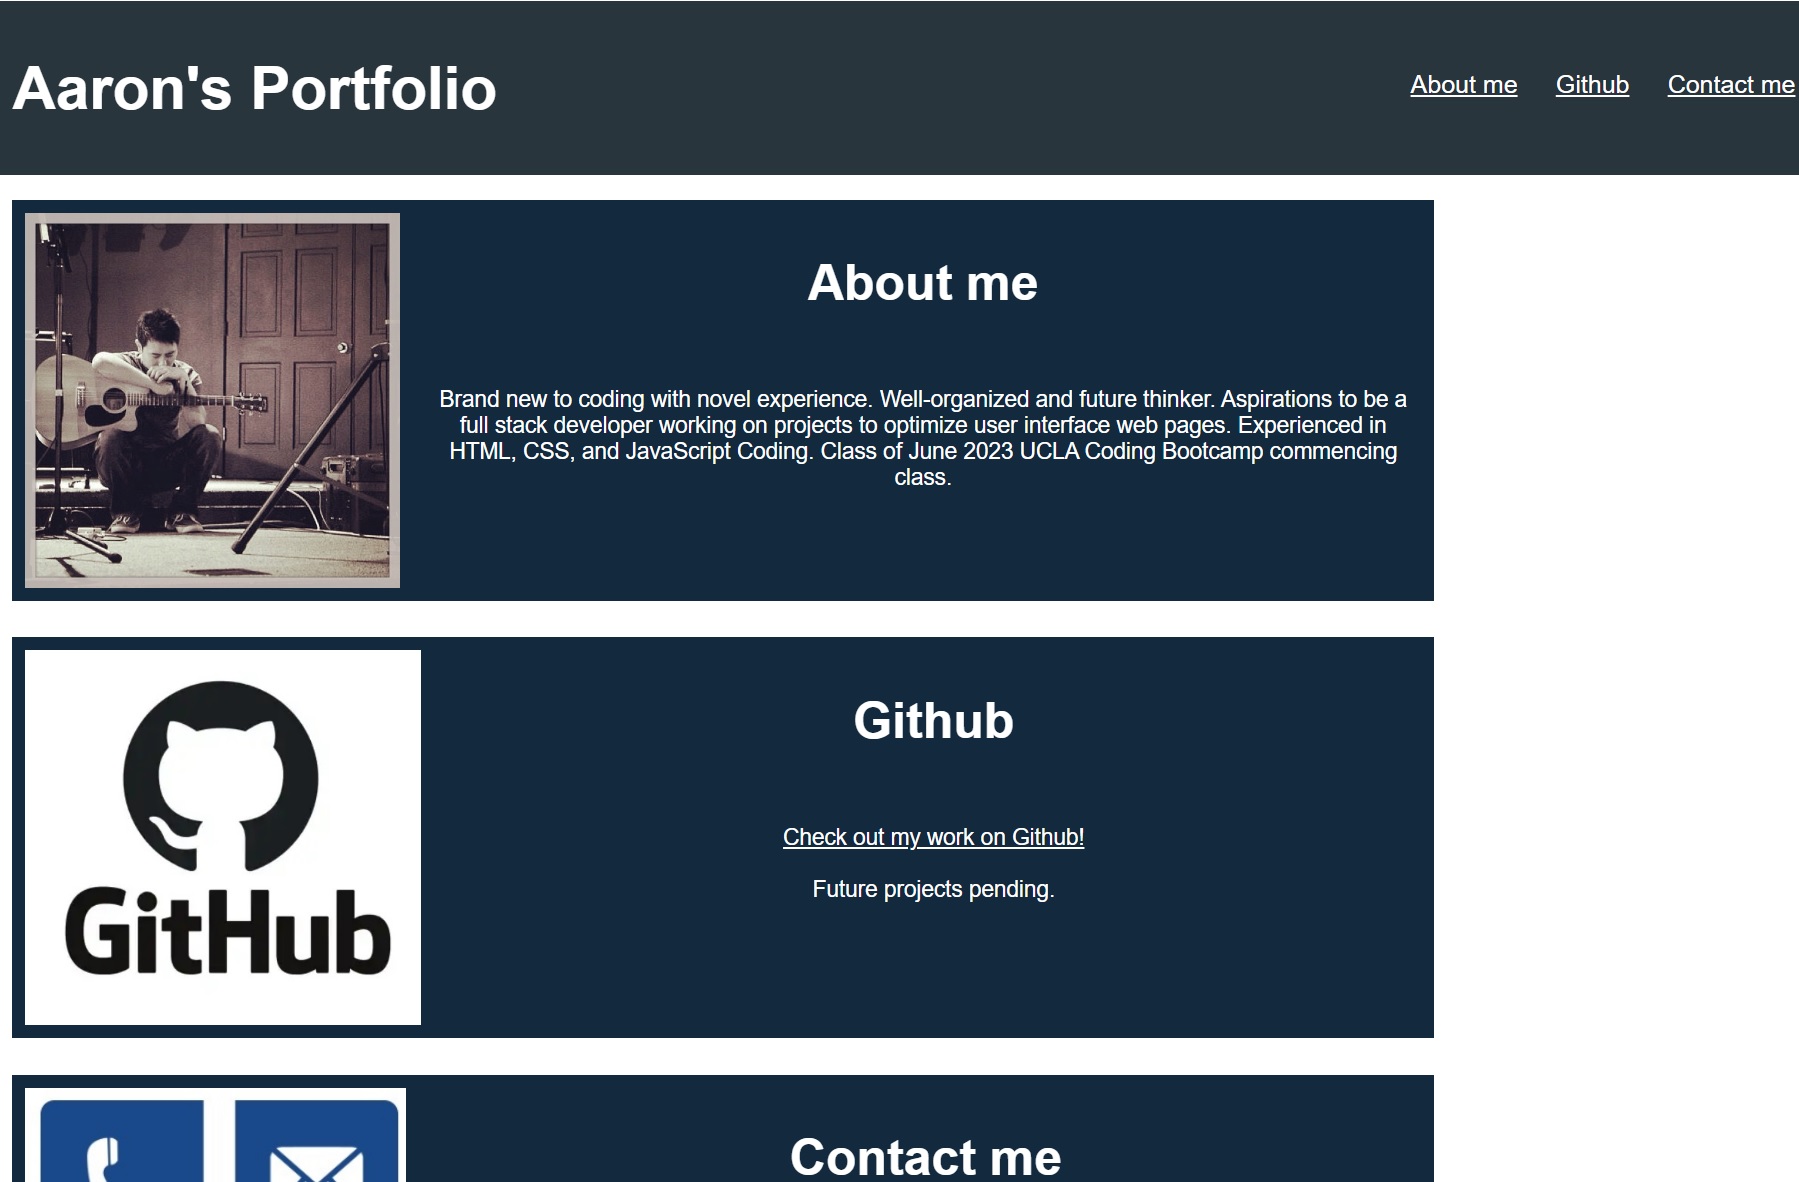 Aaron's Portfolio
About me Github Contact me
About me
Brand new to coding with novel experience. Well-organized and future thinker. Aspirations to be a
full stack developer working on projects to optimize user interface web pages. Experienced in
HTML, CSS, and JavaScript Coding. Class of June 2023 UCLA Coding Bootcamp commencing
class.
GitHub
Github
Check out my work on Github!
Future projects pending.
Contact me